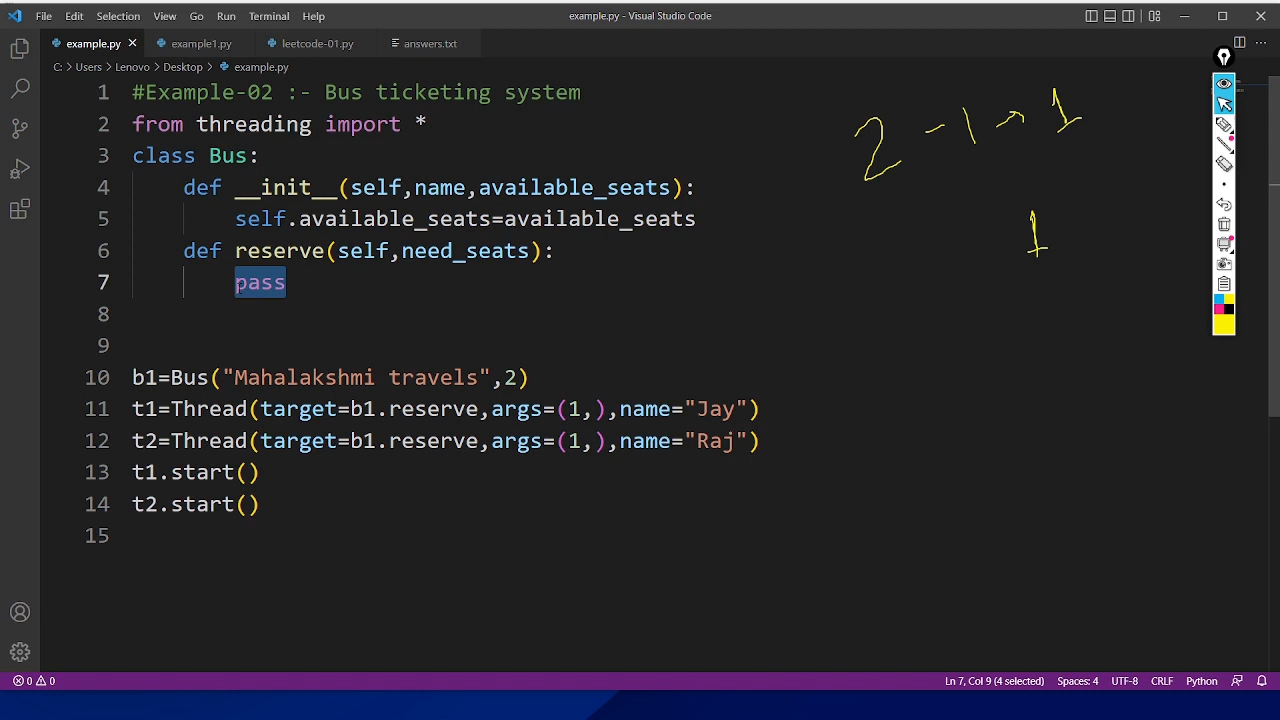 File Edit Selection View Go Run Terminal Help example.py - Visual Studio Code
example.py example1.py leetcode-01.py answers.txt
C: > Users > Lenovo > Desktop > example.py
1 #Example-02 :- Bus ticketing system
2 from threading import *
3 class Bus:
4 def __init__(self,name,available_seats):
5 self.available_seats=available_seats
6 def reserve(self,need_seats):
7 pass
8
9
10 b1=Bus("Mahalakshmi travels",2)
11 t1=Thread(target=b1.reserve,args=(1,),name="Jay")
12 t2=Thread(target=b1.reserve,args=(1,),name="Raj")
13 t1.start()
14 t2.start()
15
2 - 1 → 1
1
0 0 Ln 7, Col 9 (4 selected) Spaces: 4 UTF-8 CRLF Python